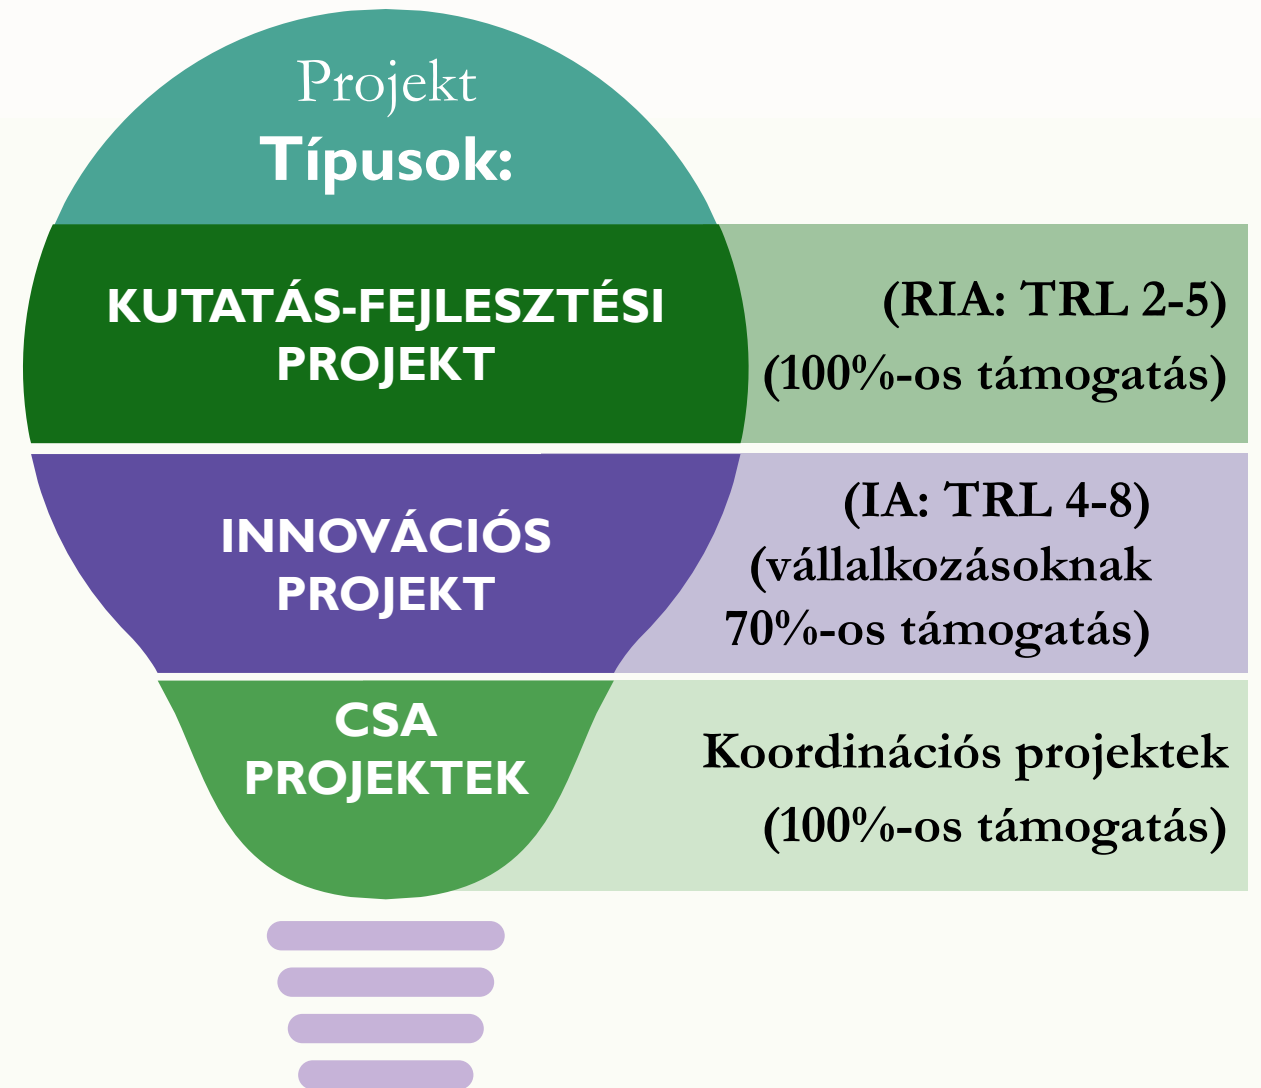 Projekt
Típusok:
KUTATÁS-FEJLESZTÉSI
PROJEKT
(RIA: TRL 2-5)
(100%-os támogatás)
INNOVÁCIÓS
PROJEKT
(IA: TRL 4-8)
(vállalkozásoknak
70%-os támogatás)
CSA
PROJEKTEK
Koordinációs projektek
(100%-os támogatás)